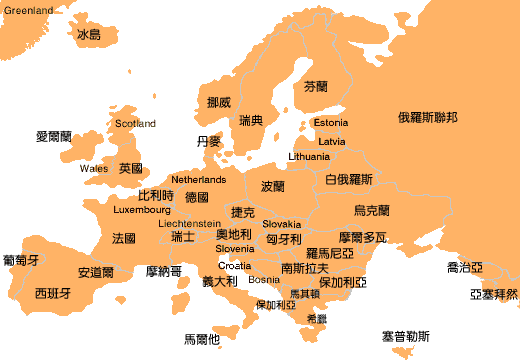 Greenland
冰島
芬蘭
挪威
瑞典
俄羅斯聯邦
Scotland
Estonia
愛爾蘭
丹麥
Latvia
Lithuania
Wales
英國
Netherlands
白俄羅斯
波蘭
比利時
德國
Luxembourg
烏克蘭
捷克
Liechtenstein
Slovakia
法國
瑞士
奧地利
匈牙利
摩爾多瓦
Slovenia
羅馬尼亞
葡萄牙
安道爾
摩納哥
Croatia
南斯拉夫
喬治亞
義大利
Bosnia
保加利亞
西班牙
馬其頓
亞塞拜然
保加利亞
希臘
馬爾他
塞普勒斯